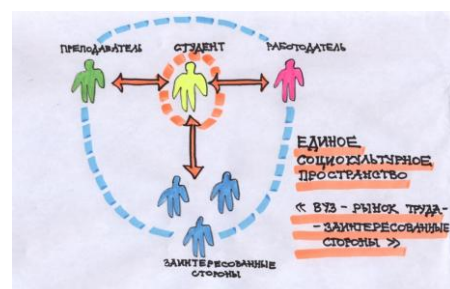 ПРЕПОДАВАТЕЛЬ
СТУДЕНТ
РАБОТОДАТЕЛЬ
ЕДИНОЕ
СОЦИОКУЛЬТУРНОЕ
ПРОСТРАНСТВО
« ВУЗ - РЫНОК ТРУДА -
- ЗАИНТЕРЕСОВАННЫЕ
СТОРОНЫ »
ЗАИНТЕРЕСОВАННЫЕ
СТОРОНЫ